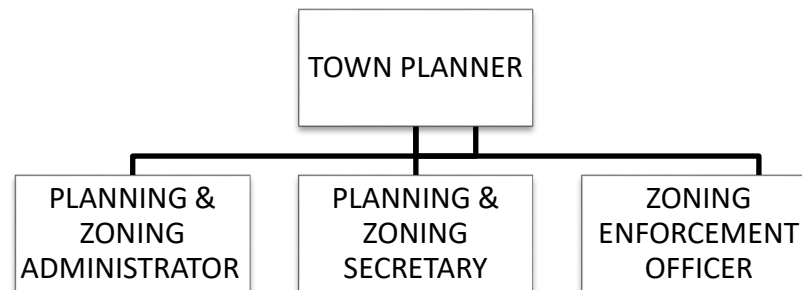 TOWN PLANNER
PLANNING &
ZONING
ADMINISTRATOR
PLANNING &
ZONING
SECRETARY
ZONING
ENFORCEMENT
OFFICER